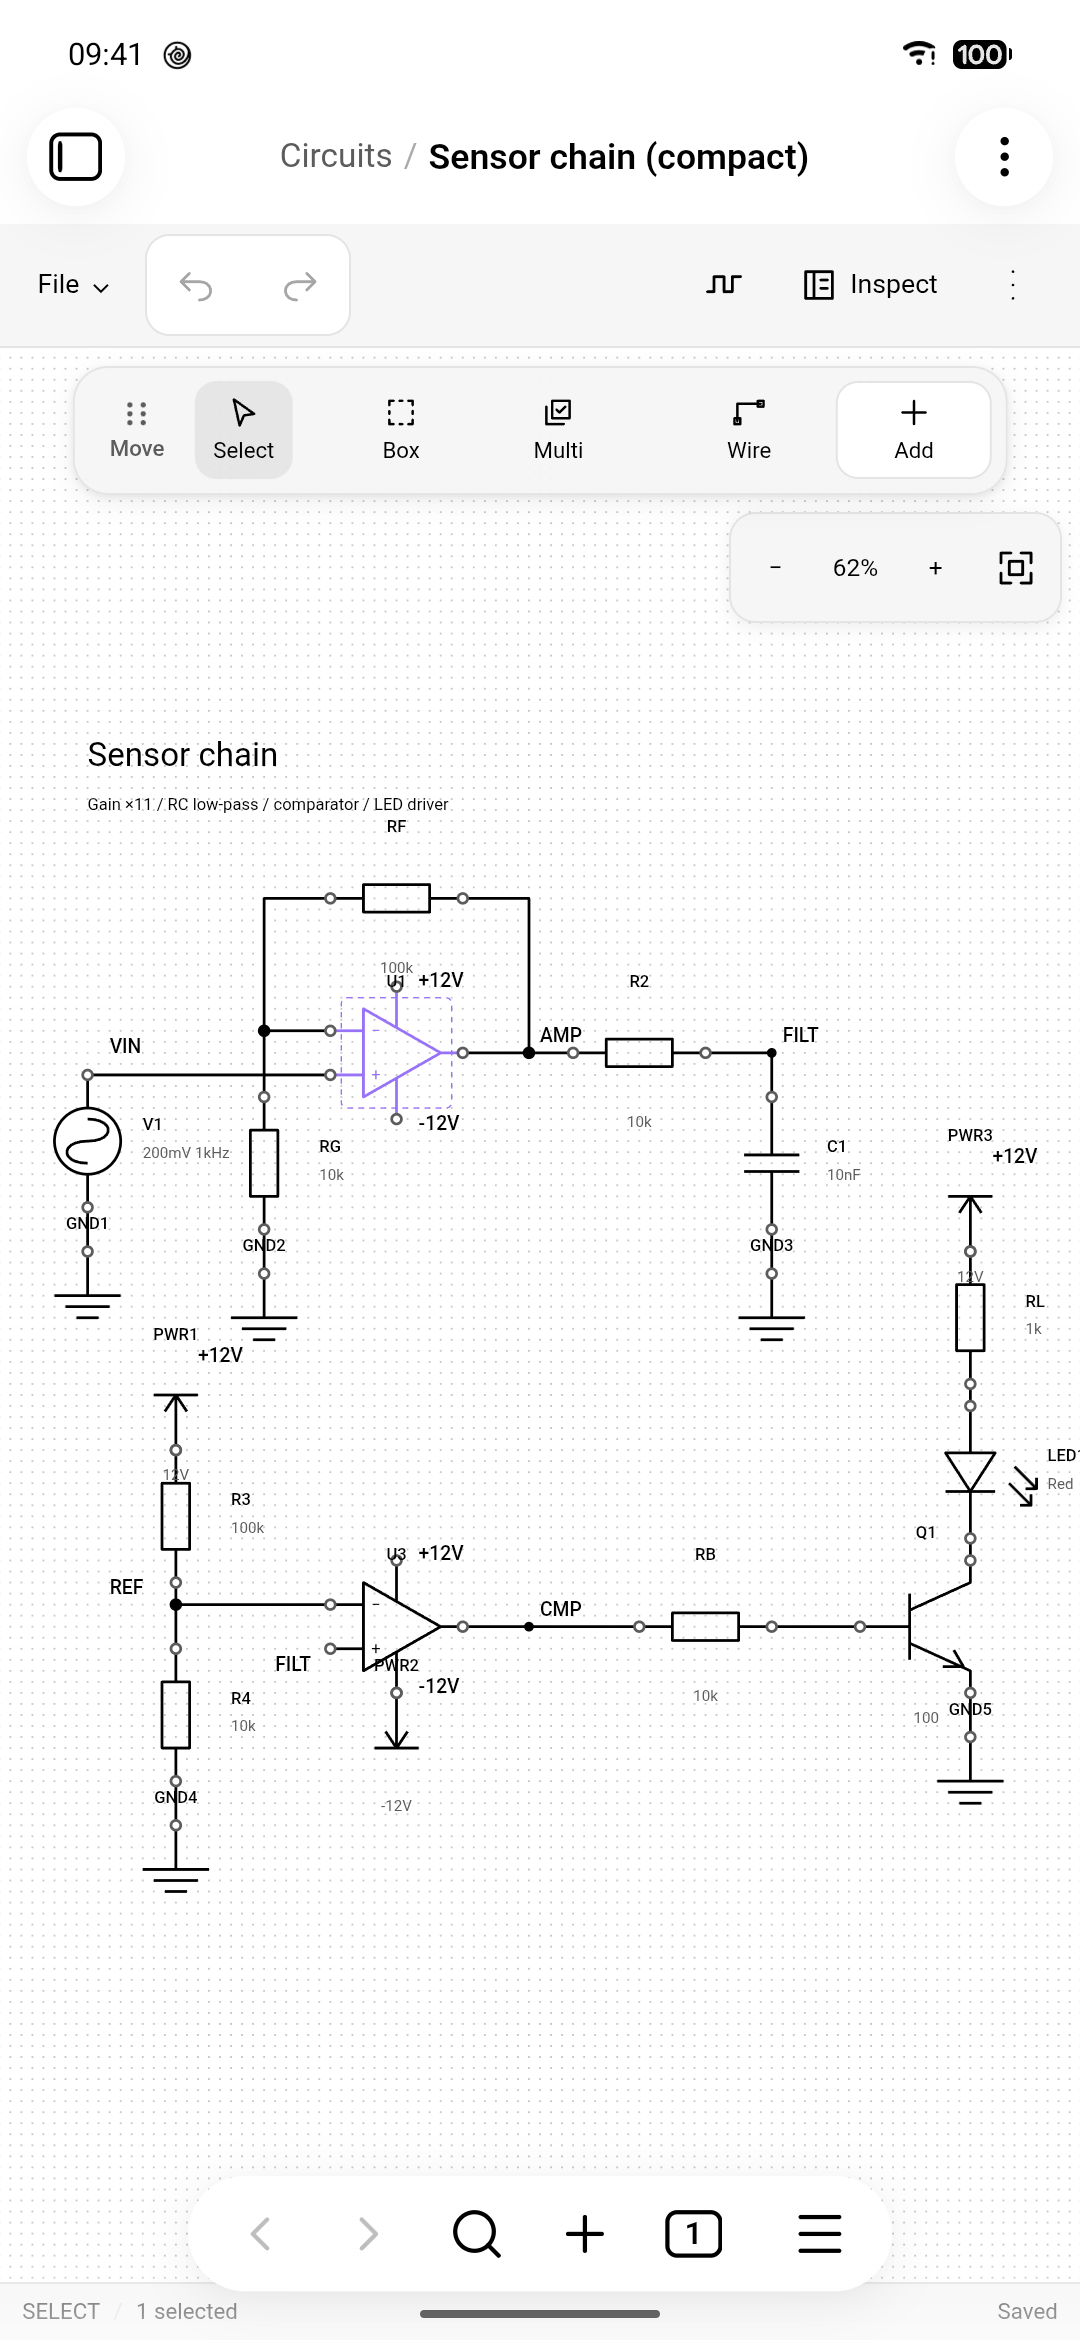 09:41
100
Circuits / Sensor chain (compact)
File
Inspect
Move
Select
Box
Multi
Wire
Add
− 62% +
Sensor chain
Gain ×11 / RC low-pass / comparator / LED driver
RF
100k
U1 +12V
R2
AMP
FILT
VIN
−
+
-12V
10k
V1
200mV 1kHz
RG
10k
C1
10nF
PWR3
+12V
GND1
GND2
GND3
12V
RL
1k
PWR1
+12V
LED1
Red
12V
R3
100k
Q1
U3 +12V
RB
REF
−
CMP
+
FILT
PWR2
-12V
R4
10k
10k
100
GND5
GND4
-12V
1
SELECT / 1 selected
Saved